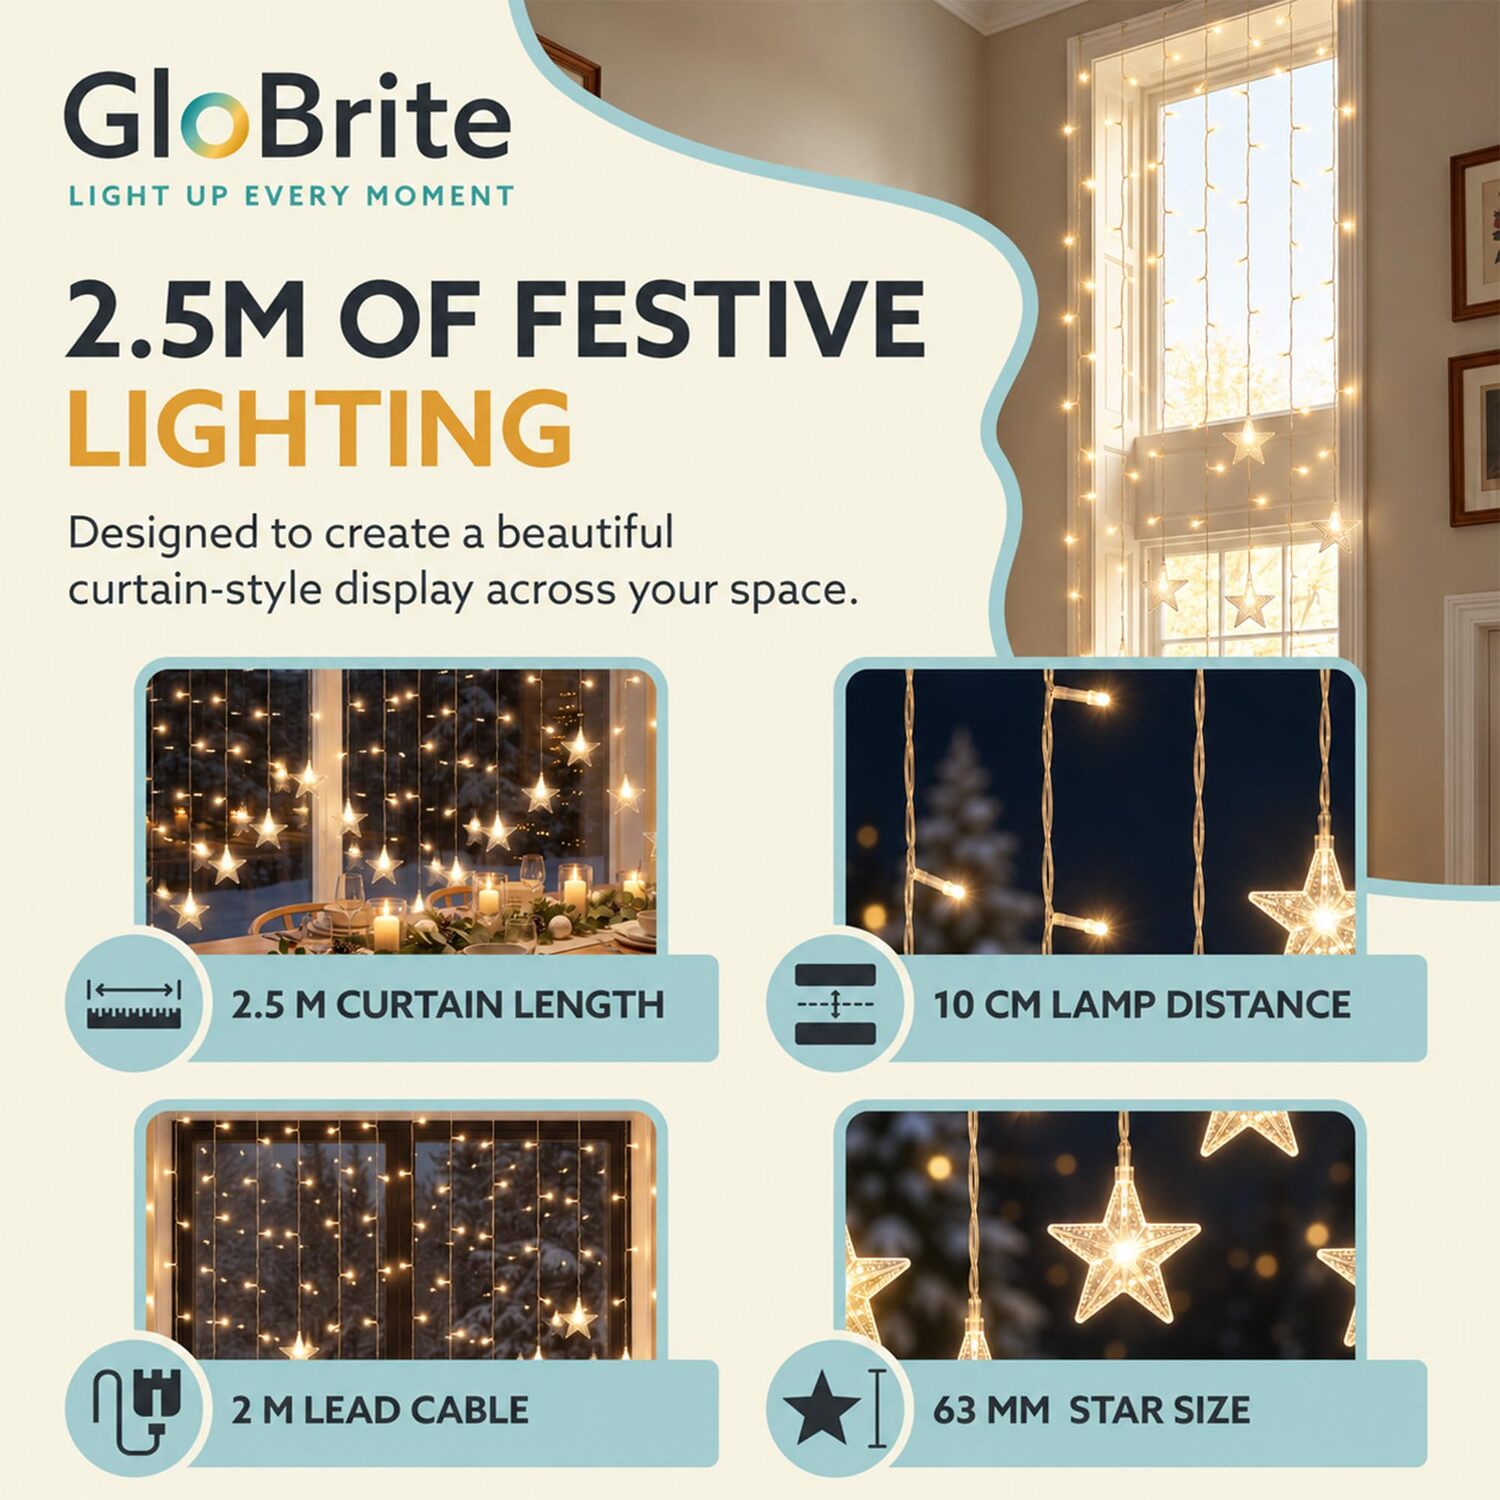 GloBrite
LIGHT UP EVERY MOMENT
2.5M OF FESTIVE
LIGHTING
Designed to create a beautiful
curtain-style display across your space.
2.5 M CURTAIN LENGTH
10 CM LAMP DISTANCE
2 M LEAD CABLE
63 MM STAR SIZE